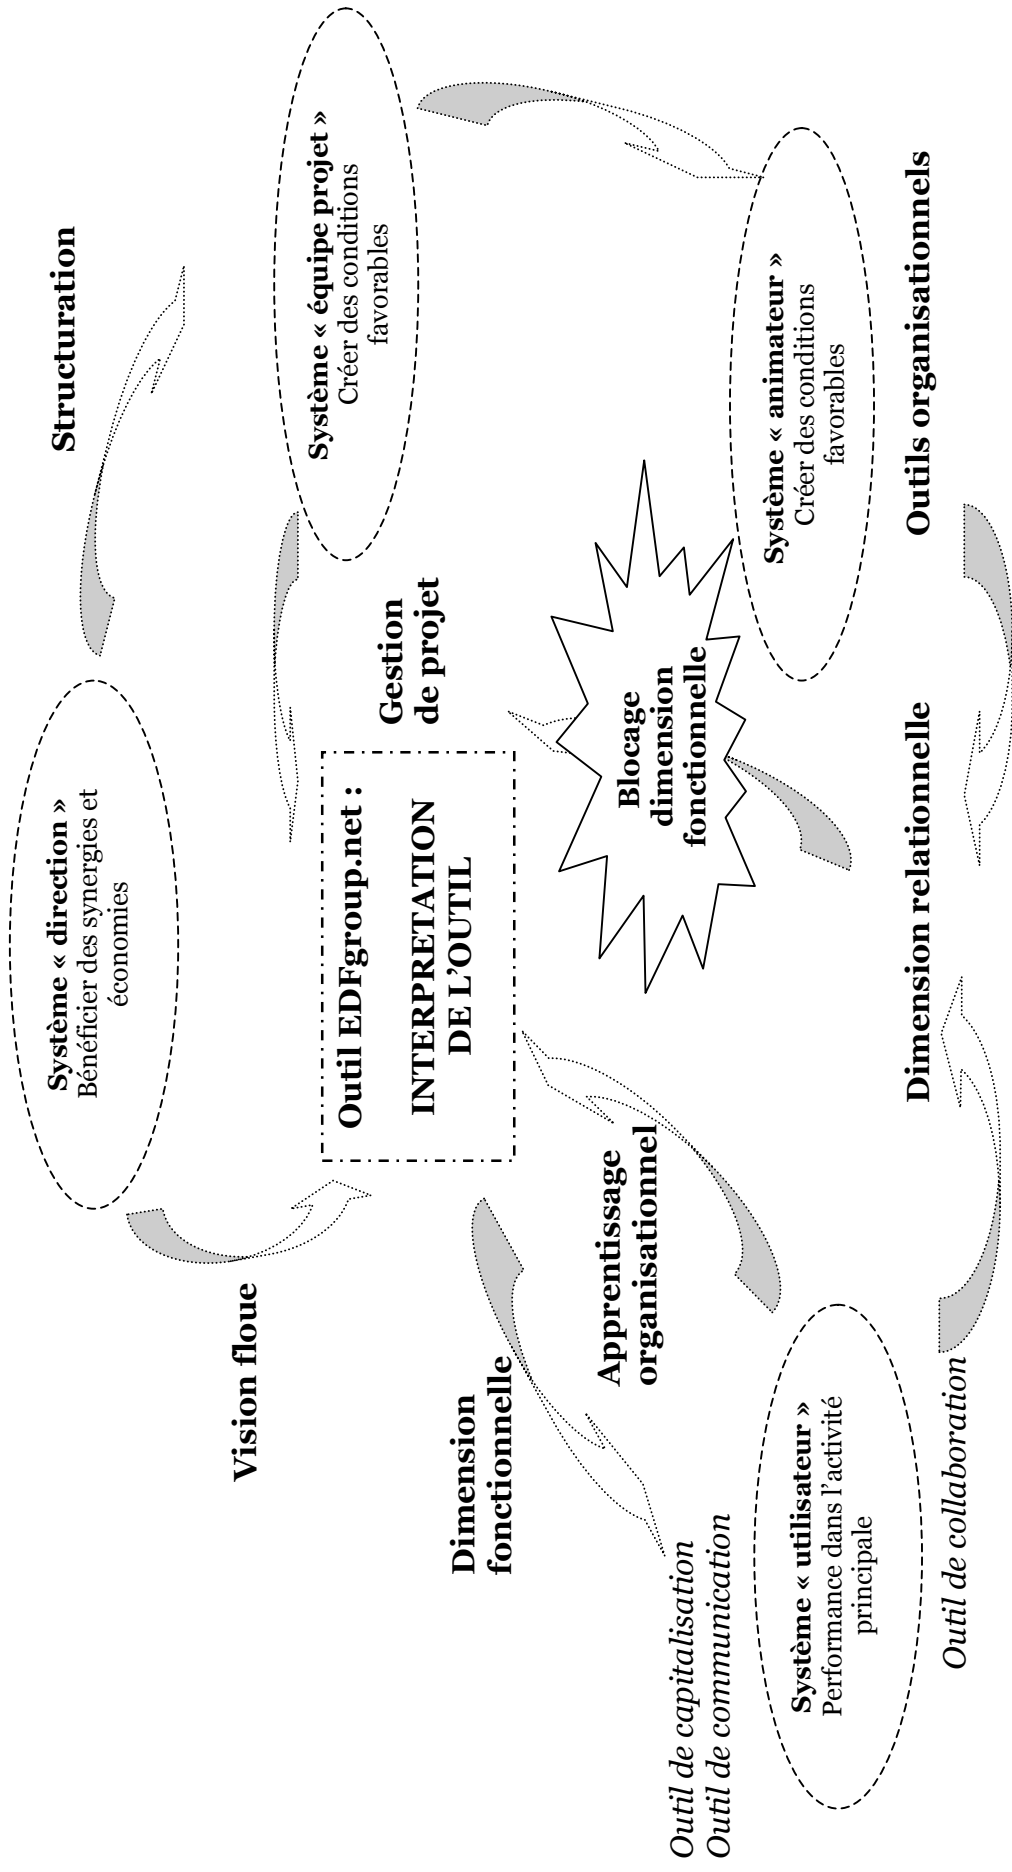 Structuration
Système « direction »
Bénéficier des synergies et
économies
Vision floue
Système « équipe projet »
Créer des conditions
favorables
Outil EDFgroup.net :
INTERPRETATION
DE L’OUTIL
Gestion
de projet
Dimension
fonctionnelle
Apprentissage
organisationnel
Blocage
dimension
fonctionnelle
Outil de capitalisation
Outil de communication
Système « utilisateur »
Performance dans l’activité
principale
Système « animateur »
Créer des conditions
favorables
Outil de collaboration
Dimension relationnelle
Outils organisationnels